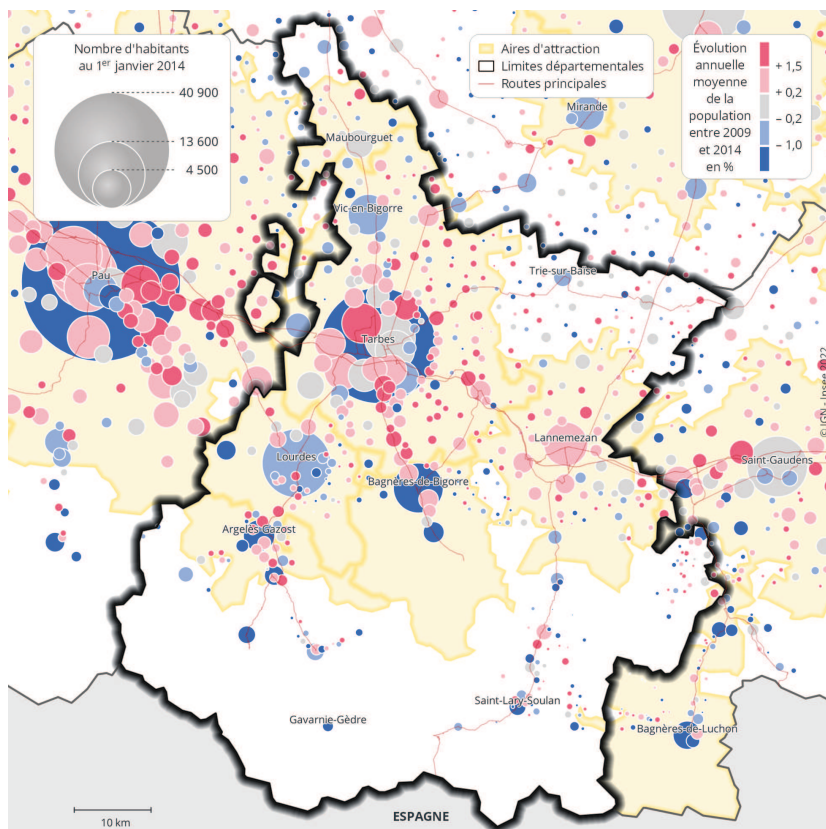 Nombre d'habitants
au 1er janvier 2014
40 900
13 600
4 500
Aires d'attraction
Limites départementales
Routes principales
Évolution
annuelle
moyenne
de la
population
entre 2009
et 2014
en %
+ 1,5
+ 0,2
− 0,2
− 1,0
Mirande
Maubourguet
Vic-en-Bigorre
Pau
Trie-sur-Baïse
Tarbes
© IGN - Insee 2022
Lannemezan
Lourdes
Saint-Gaudens
Bagnères-de-Bigorre
Argelès-Gazost
Saint-Lary-Soulan
Gavarnie-Gèdre
Bagnères-de-Luchon
10 km
ESPAGNE